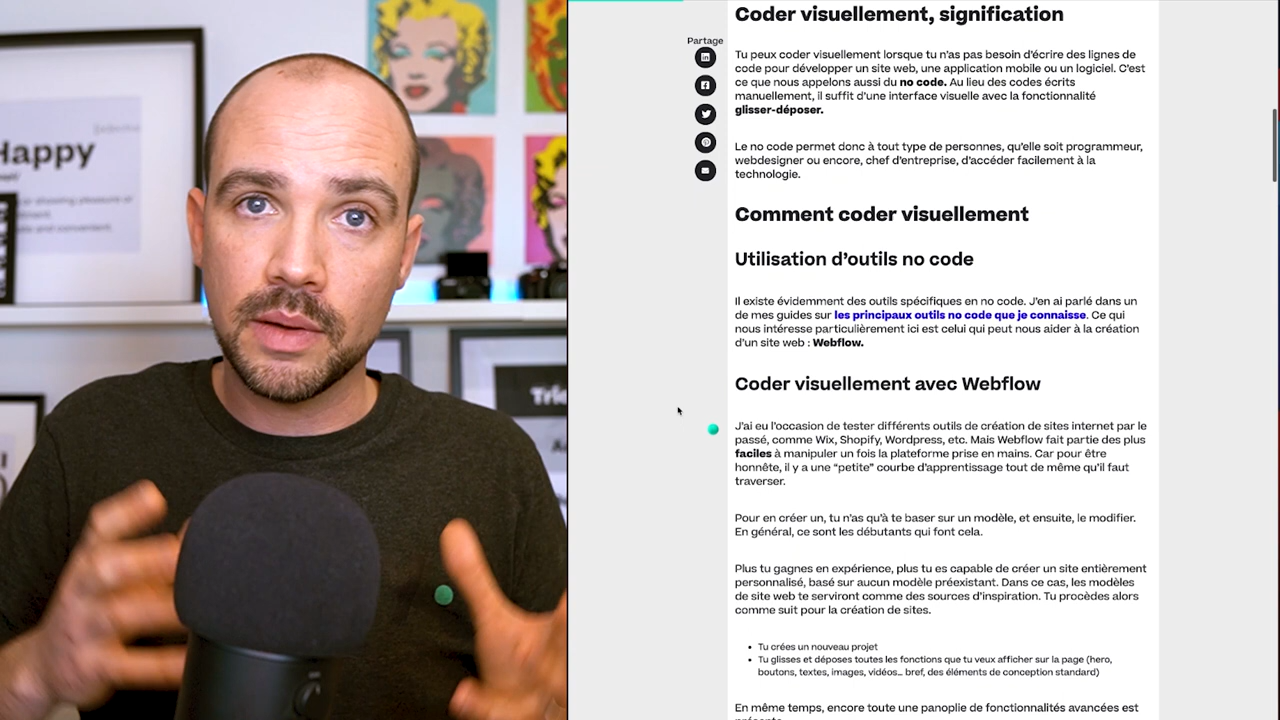 Happy
Coder visuellement, signification
Partage
Tu peux coder visuellement lorsque tu n'as pas besoin d'écrire des lignes de
code pour développer un site web, une application mobile ou un logiciel. C'est
ce que nous appelons aussi du no code. Au lieu des codes écrits
manuellement, il suffit d'une interface visuelle avec la fonctionnalité
glisser-déposer.
Le no code permet donc à tout type de personnes, qu'elle soit programmeur,
webdesigner ou encore, chef d'entreprise, d'accéder facilement à la
technologie.
Comment coder visuellement
Utilisation d'outils no code
Il existe évidemment des outils spécifiques en no code. J'en ai parlé dans un
de mes guides sur les principaux outils no code que je connaisse. Ce qui
nous intéresse particulièrement ici est celui qui peut nous aider à la création
d'un site web : Webflow.
Coder visuellement avec Webflow
J'ai eu l'occasion de tester différents outils de création de sites internet par le
passé, comme Wix, Shopify, Wordpress, etc. Mais Webflow fait partie des plus
faciles à manipuler un fois la plateforme prise en mains. Car pour être
honnête, il y a une "petite" courbe d'apprentissage tout de même qu'il faut
traverser.
Pour en créer un, tu n'as qu'à te baser sur un modèle, et ensuite, le modifier.
En général, ce sont les débutants qui font cela.
Plus tu gagnes en expérience, plus tu es capable de créer un site entièrement
personnalisé, basé sur aucun modèle préexistant. Dans ce cas, les modèles
de site web te serviront comme des sources d'inspiration. Tu procèdes alors
comme suit pour la création de sites.
• Tu crées un nouveau projet
• Tu glisses et déposes toutes les fonctions que tu veux afficher sur la page (hero,
boutons, textes, images, vidéos... bref, des éléments de conception standard)
En même temps, encore toute une panoplie de fonctionnalités avancées est